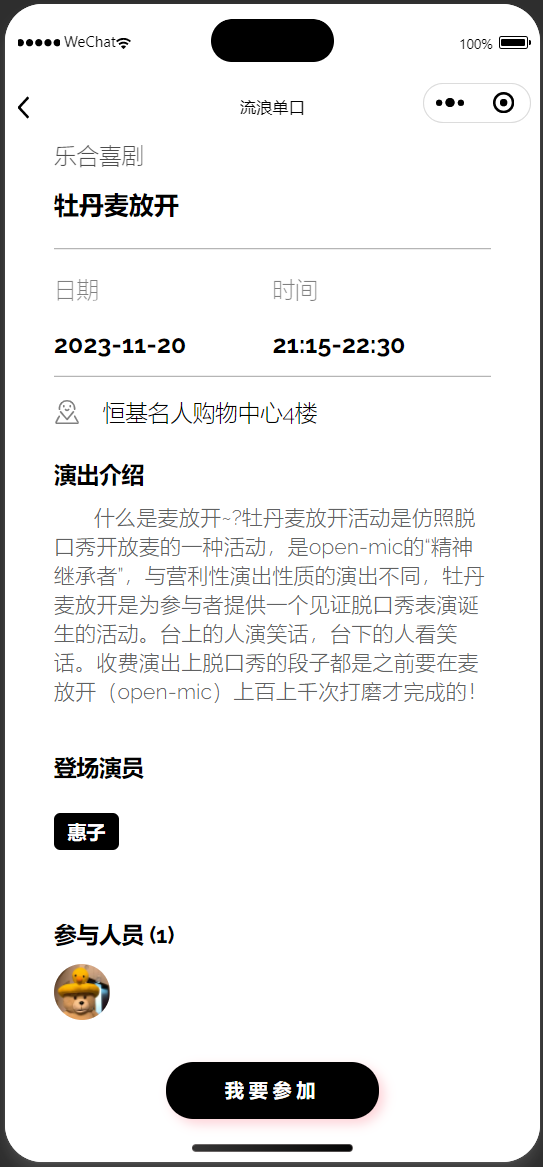 WeChat
100%
流浪单口
乐合喜剧
牡丹麦放开
日期 时间
2023-11-20 21:15-22:30
恒基名人购物中心4楼
演出介绍
什么是麦放开~?牡丹麦放开活动是仿照脱
口秀开放麦的一种活动，是open-mic的“精神
继承者”，与营利性演出性质的演出不同，牡丹
麦放开是为参与者提供一个见证脱口秀表演诞
生的活动。台上的人演笑话，台下的人看笑
话。收费演出上脱口秀的段子都是之前要在麦
放开（open-mic）上百上千次打磨才完成的！
登场演员
惠子
参与人员 (1)
我要参加